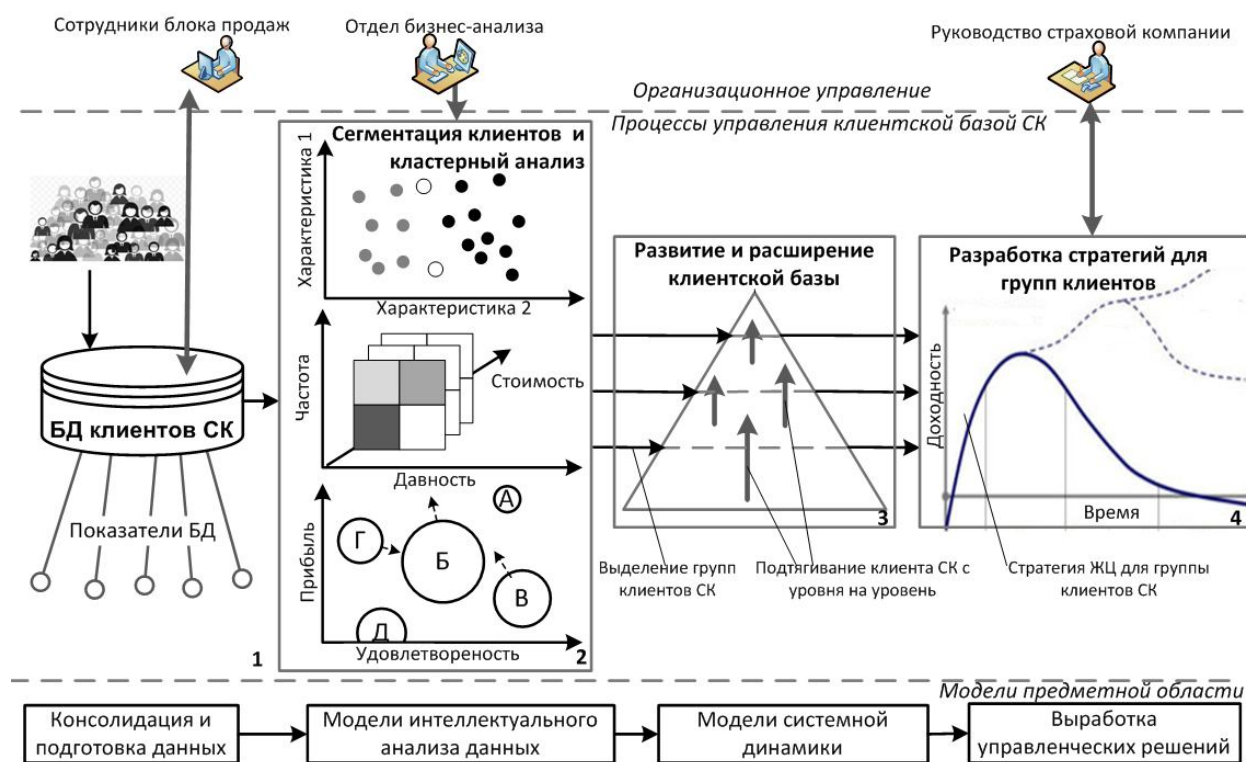 Сотрудники блока продаж
Отдел бизнес-анализа
Руководство страховой компании
Организационное управление
Процессы управления клиентской базой СК
Сегментация клиентов и
кластерный анализ
Характеристика 1
Характеристика 2
Частота
Стоимость
Давность
Прибыль
А
Г
Б
В
Д
Удовлетвореность
2
БД клиентов СК
Показатели БД
1
Развитие и расширение
клиентской базы
3
Выделение групп
клиентов СК
Подтягивание клиента СК с
уровня на уровень
Разработка стратегий для
групп клиентов
Доходность
Время
4
Стратегия ЖЦ для группы
клиентов СК
Модели предметной области
Консолидация и
подготовка данных
Модели интеллектуального
анализа данных
Модели системной
динамики
Выработка
управленческих решений